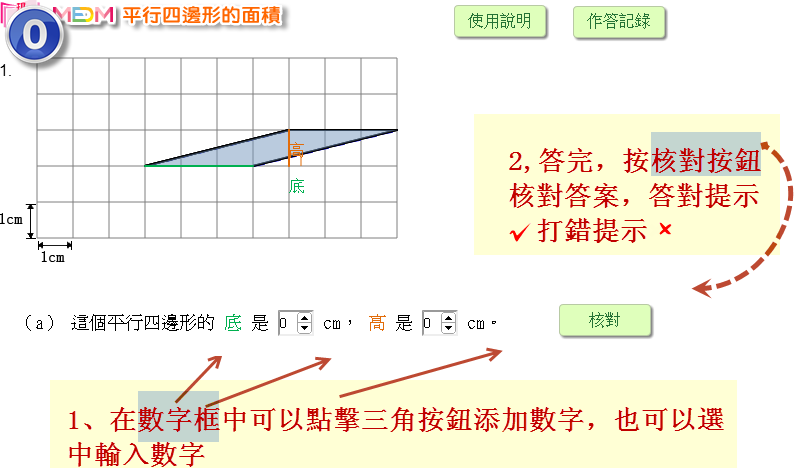 0 MEDM 平行四邊形的面積
使用說明
作答記錄
1.
高
底
1cm
1cm
2,答完，按核對按鈕
核對答案，答對提示
✓打錯提示×
（a） 這個平行四邊形的 底 是 0 cm， 高 是 0 cm。
核對
1、在數字框中可以點擊三角按鈕添加數字，也可以選
中輸入數字